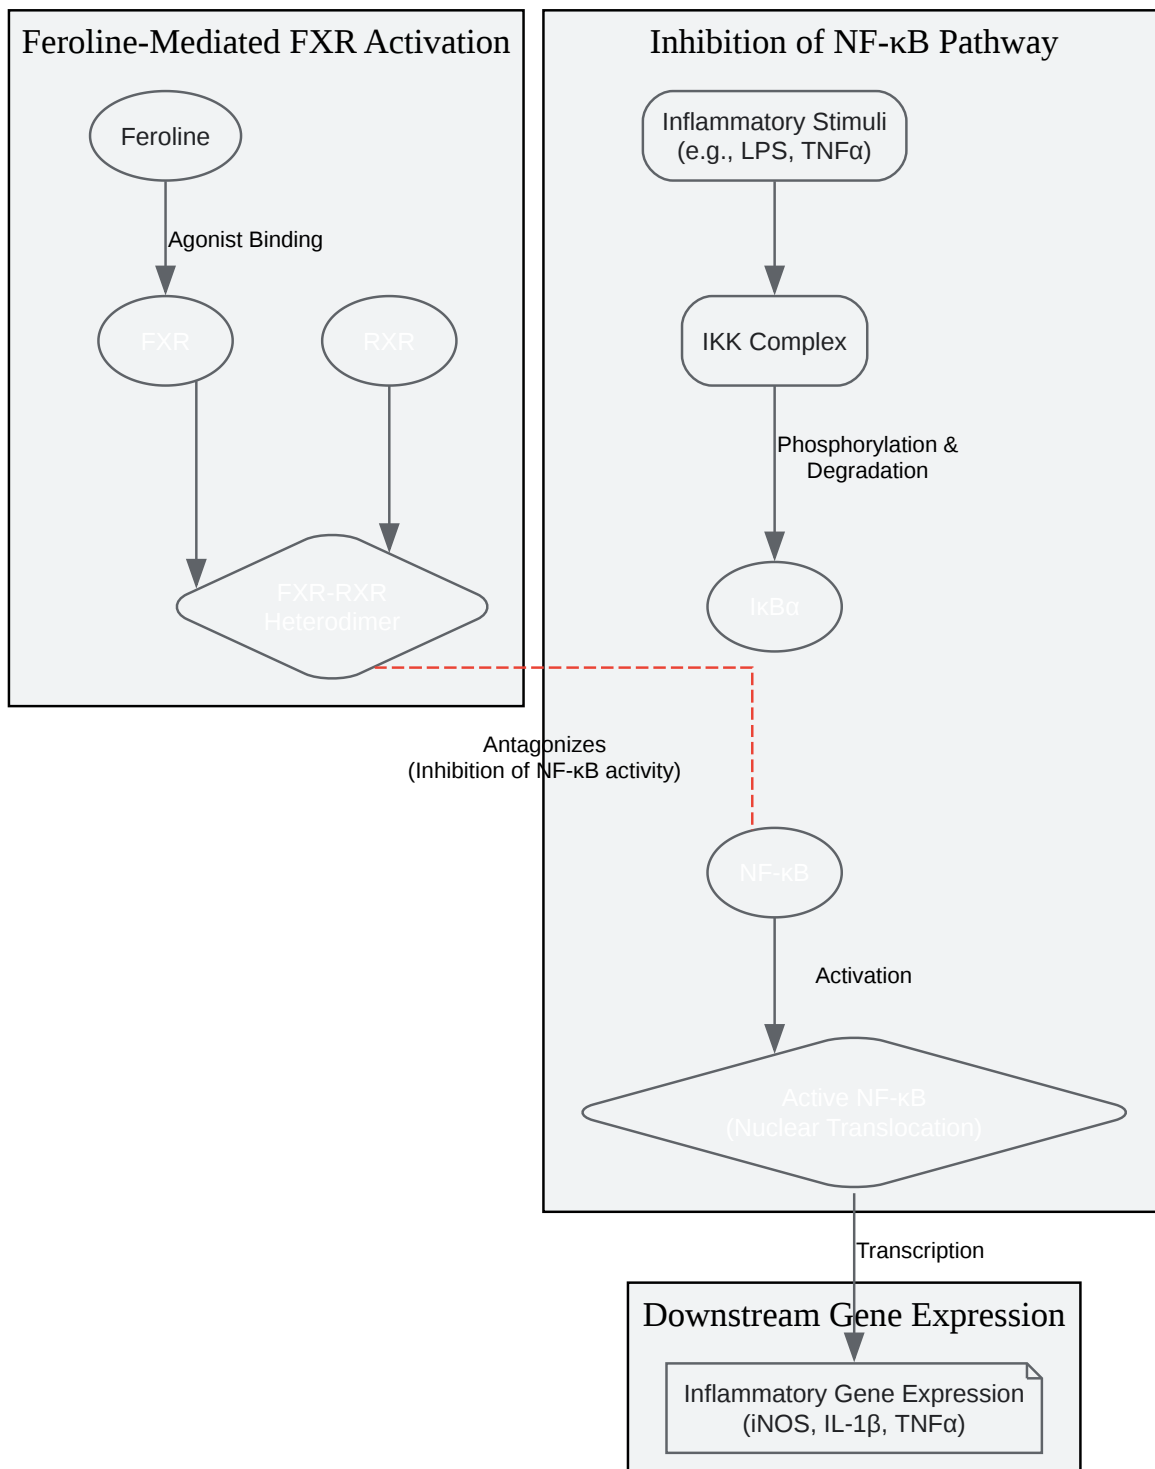 Feroline-Mediated FXR Activation
Feroline
Agonist Binding
FXR
RXR
FXR-RXR
Heterodimer
Inhibition of NF-κB Pathway
Inflammatory Stimuli
(e.g., LPS, TNFα)
IKK Complex
Phosphorylation &
Degradation
IκBα
Antagonizes
(Inhibition of NF-κB activity)
NF-κB
Activation
Active NF-κB
(Nuclear Translocation)
Transcription
Downstream Gene Expression
Inflammatory Gene Expression
(iNOS, IL-1β, TNFα)